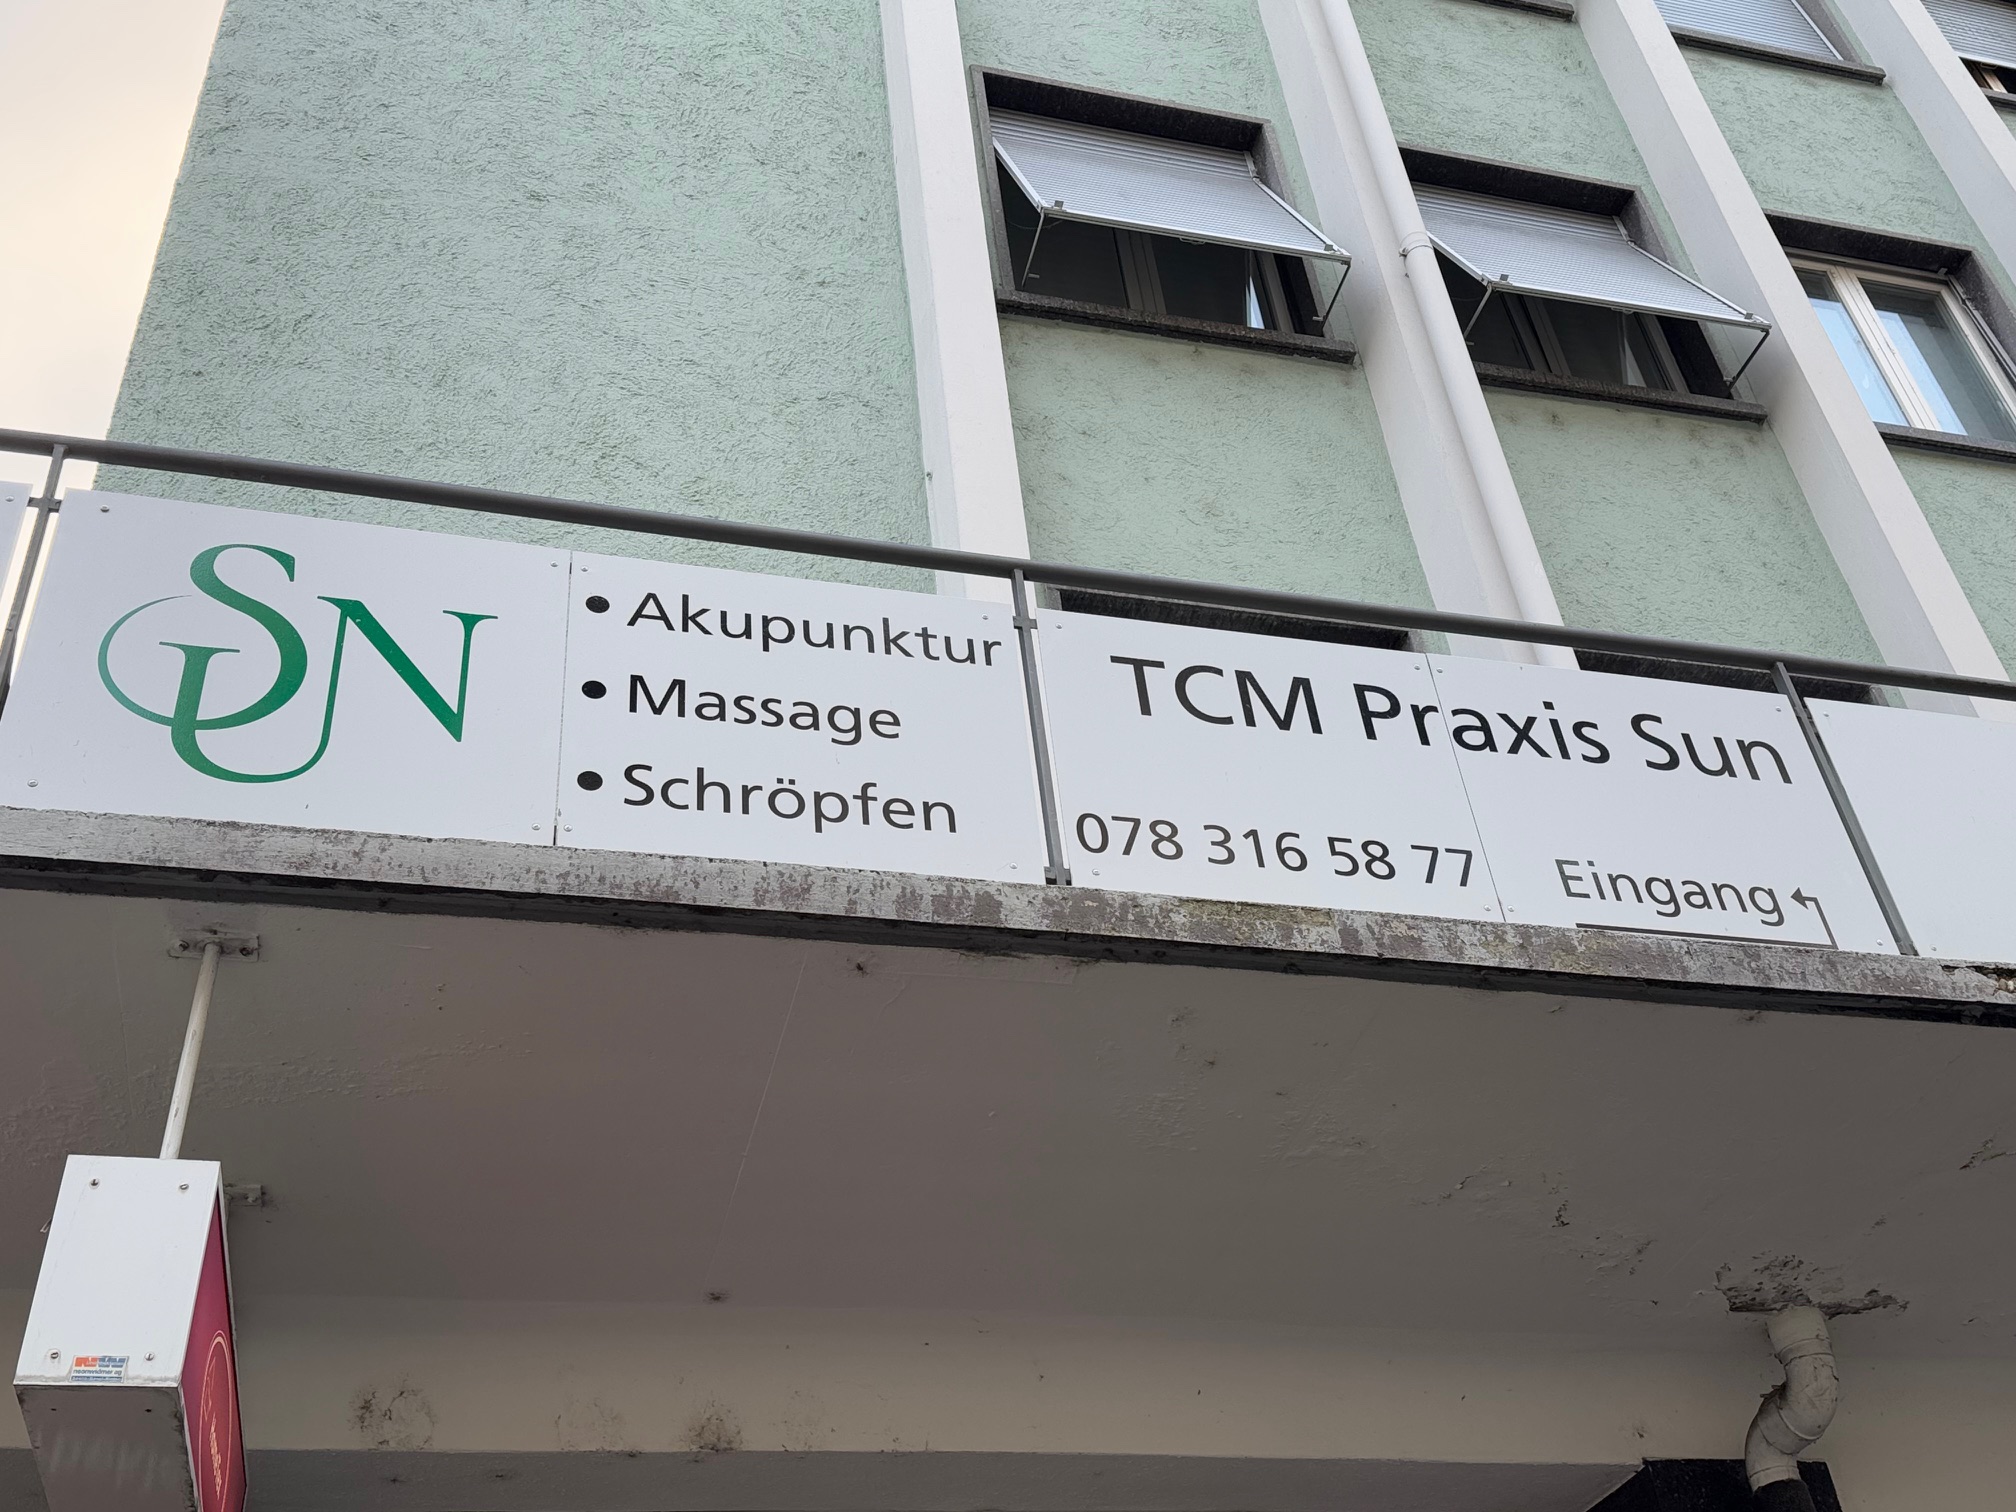 SUN
• Akupunktur
• Massage
• Schröpfen
TCM Praxis Sun
078 316 58 77
Eingang